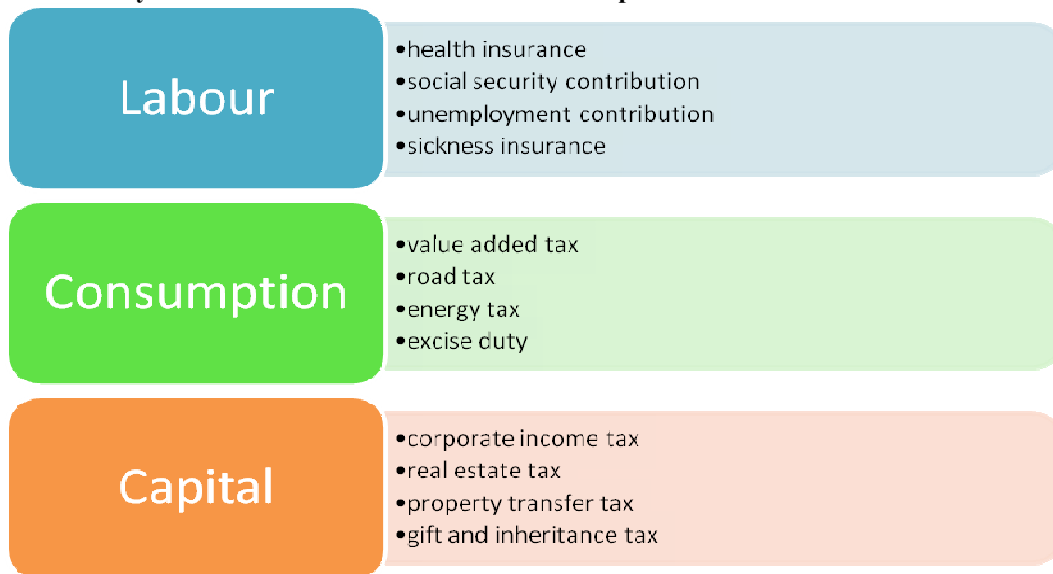 Labour
•health insurance
•social security contribution
•unemployment contribution
•sickness insurance
Consumption
•value added tax
•road tax
•energy tax
•excise duty
Capital
•corporate income tax
•real estate tax
•property transfer tax
•gift and inheritance tax